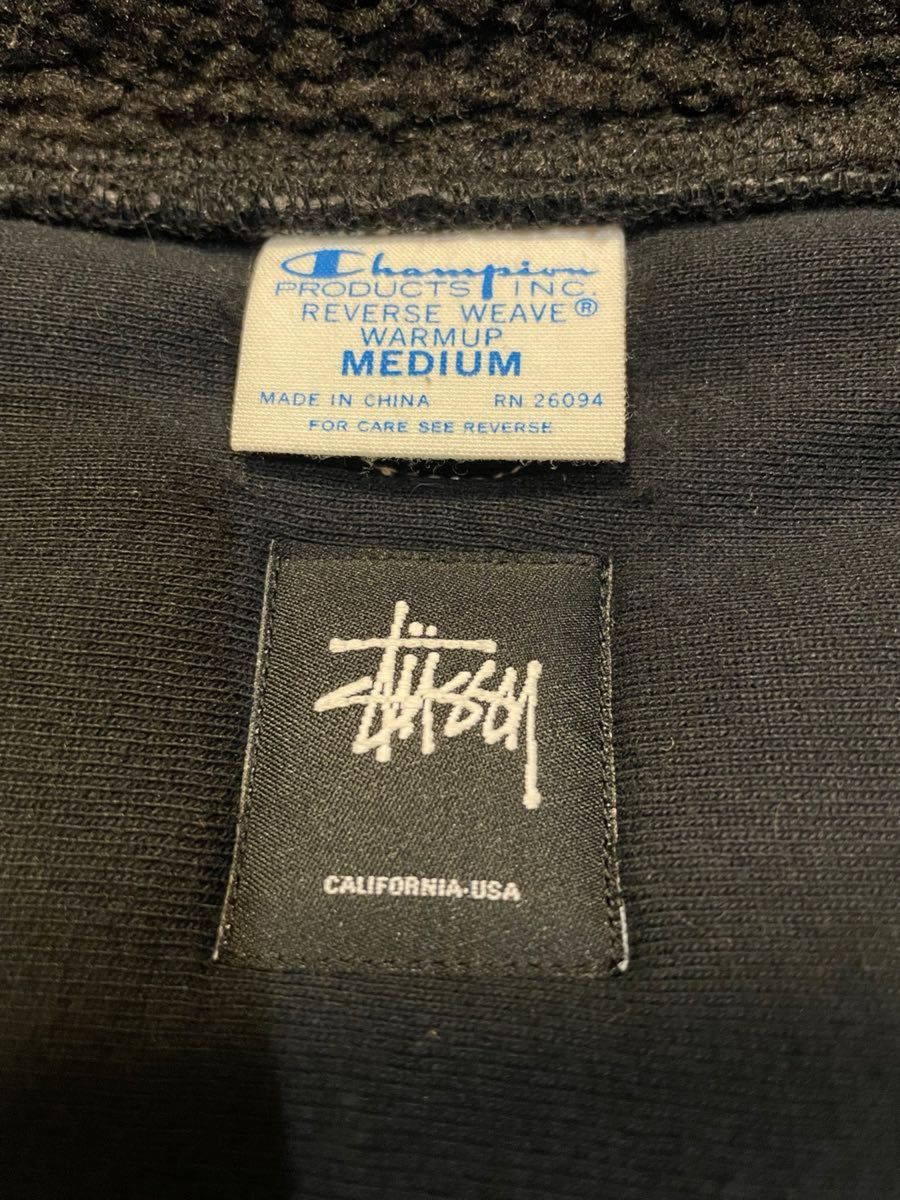 Champion
PRODUCTS INC.
REVERSE WEAVE®
WARMUP
MEDIUM
MADE IN CHINA RN 26094
FOR CARE SEE REVERSE
Stüssy
CALIFORNIA·USA